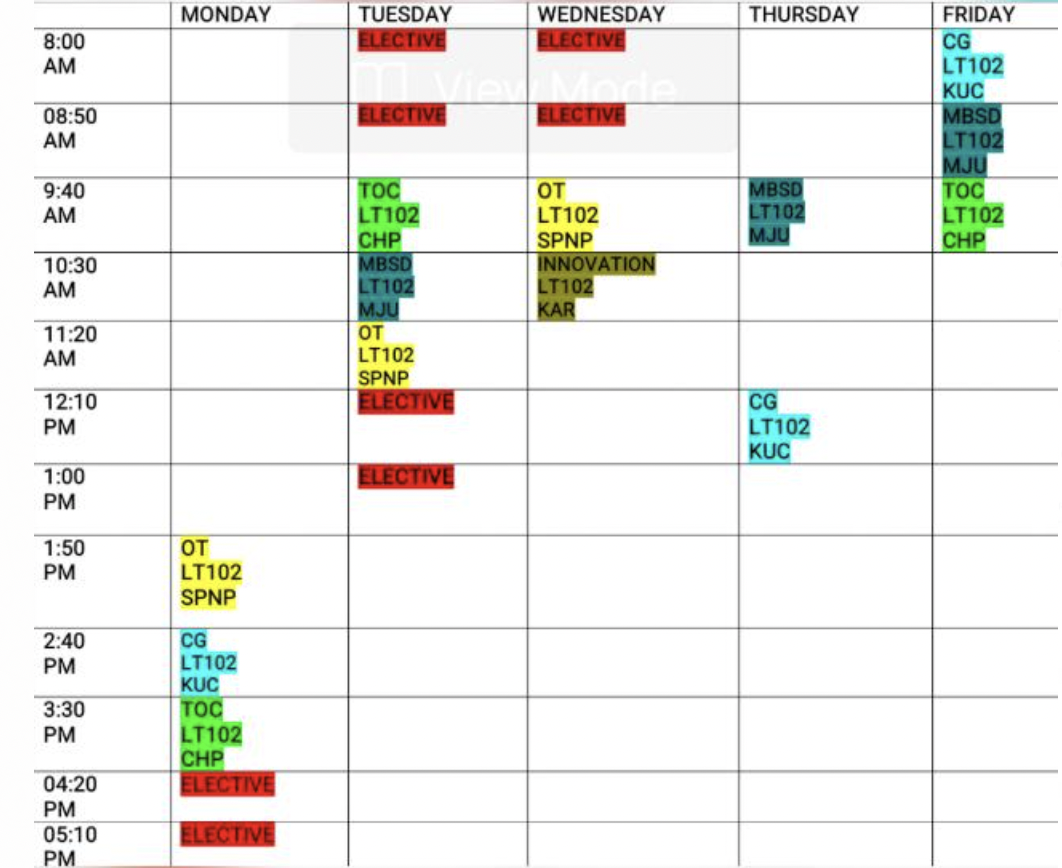 MONDAY TUESDAY WEDNESDAY THURSDAY FRIDAY
8:00 ELECTIVE ELECTIVE CG
AM LT102
View Mode KUC
08:50 ELECTIVE ELECTIVE MBSD
AM LT102
MJU
9:40 TOC OT MBSD TOC
AM LT102 LT102 LT102 LT102
CHP SPNP MJU CHP
10:30 MBSD INNOVATION
AM LT102 LT102
MJU KAR
11:20 OT
AM LT102
SPNP
12:10 ELECTIVE CG
PM LT102
KUC
1:00 ELECTIVE
PM
1:50 OT
PM LT102
SPNP
2:40 CG
PM LT102
KUC
3:30 TOC
PM LT102
CHP
04:20 ELECTIVE
PM
05:10 ELECTIVE
PM